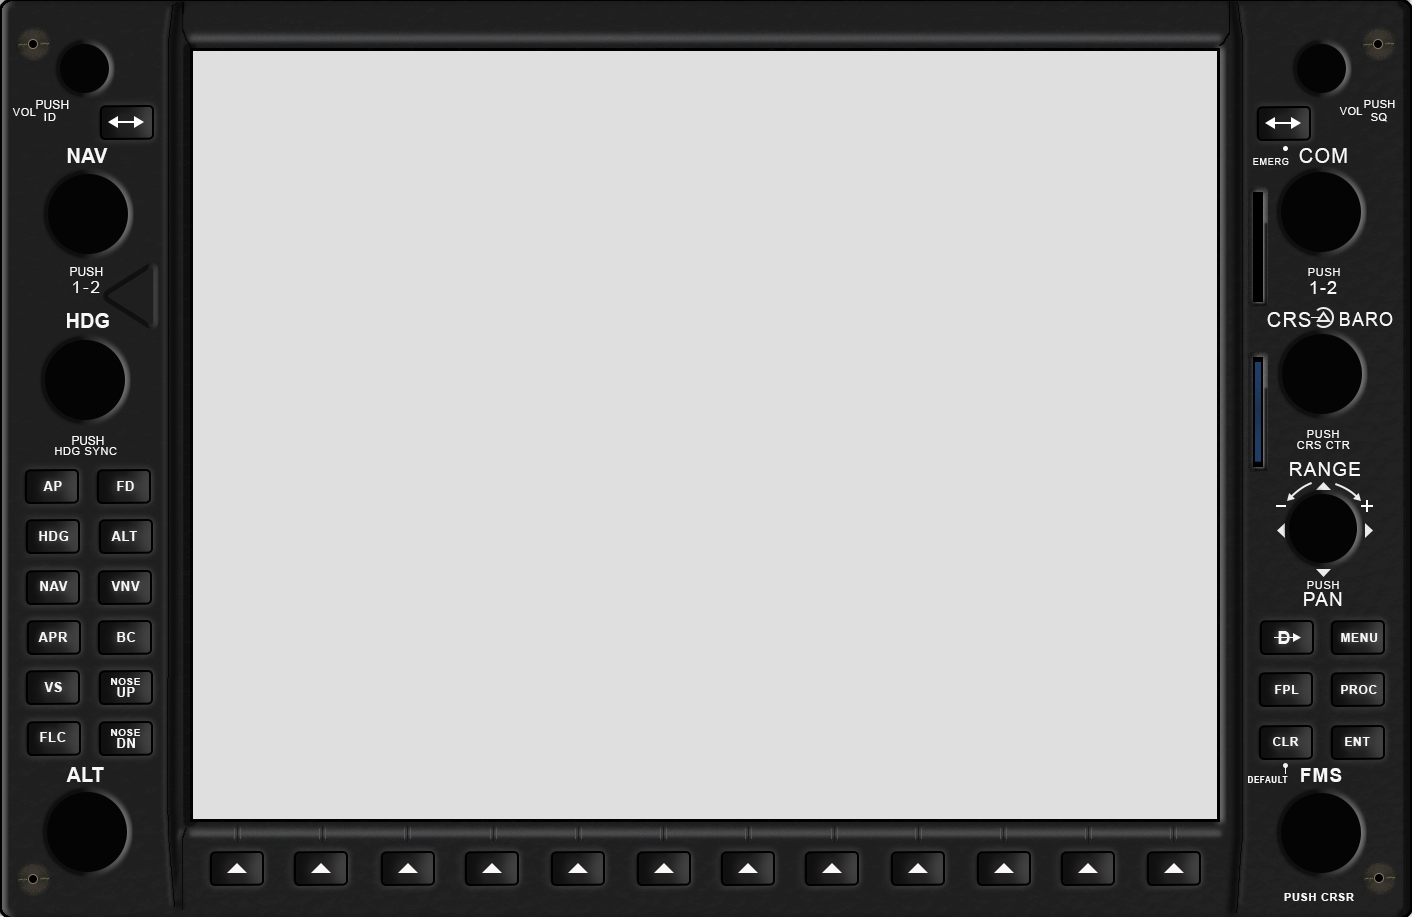 VOL PUSH ID
NAV
PUSH
1-2
HDG
PUSH
HDG SYNC
AP FD
HDG ALT
NAV VNV
APR BC
VS NOSE UP
FLC NOSE DN
ALT
VOL PUSH SQ
EMERG COM
PUSH
1-2
CRS BARO
PUSH
CRS CTR
RANGE
− +
PUSH
PAN
D MENU
FPL PROC
CLR ENT
DEFAULT FMS
PUSH CRSR